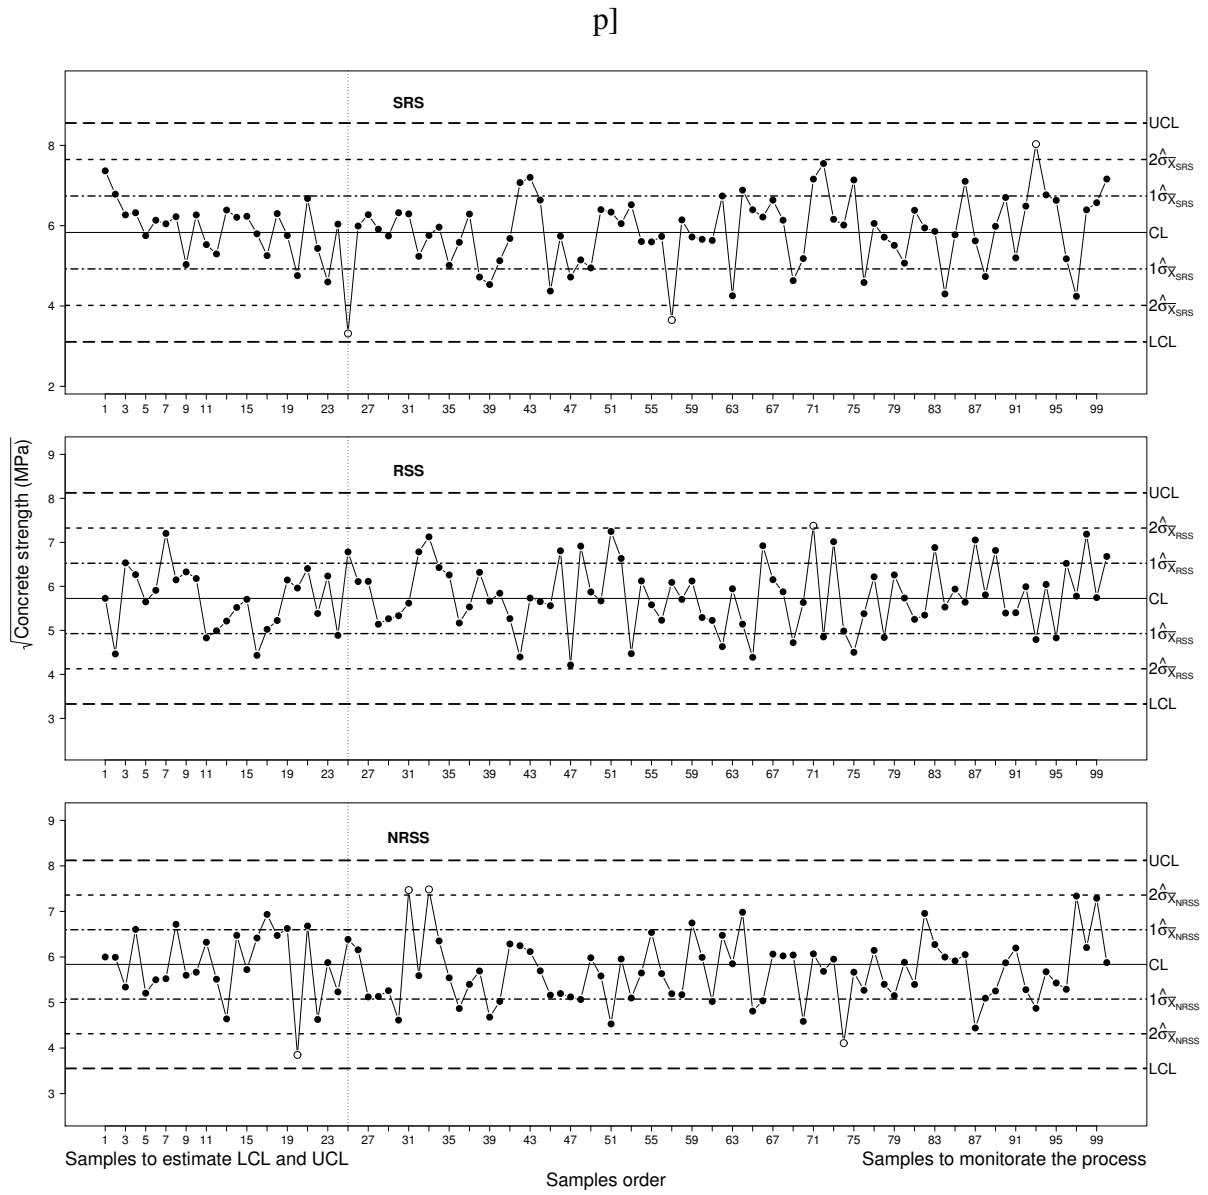 p]
SRS
UCL
2σ̂X̄SRS
1σ̂X̄SRS
CL
1σ̂X̄SRS
2σ̂X̄SRS
LCL
8
6
4
2
1 3 5 7 9 11 15 19 23 27 31 35 39 43 47 51 55 59 63 67 71 75 79 83 87 91 95 99
√Concrete strength (MPa)
RSS
UCL
2σ̂X̄RSS
1σ̂X̄RSS
CL
1σ̂X̄RSS
2σ̂X̄RSS
LCL
9
8
7
6
5
4
3
1 3 5 7 9 11 15 19 23 27 31 35 39 43 47 51 55 59 63 67 71 75 79 83 87 91 95 99
NRSS
UCL
2σ̂X̄NRSS
1σ̂X̄NRSS
CL
1σ̂X̄NRSS
2σ̂X̄NRSS
LCL
9
8
7
6
5
4
3
1 3 5 7 9 11 15 19 23 27 31 35 39 43 47 51 55 59 63 67 71 75 79 83 87 91 95 99
Samples to estimate LCL and UCL
Samples to monitorate the process
Samples order